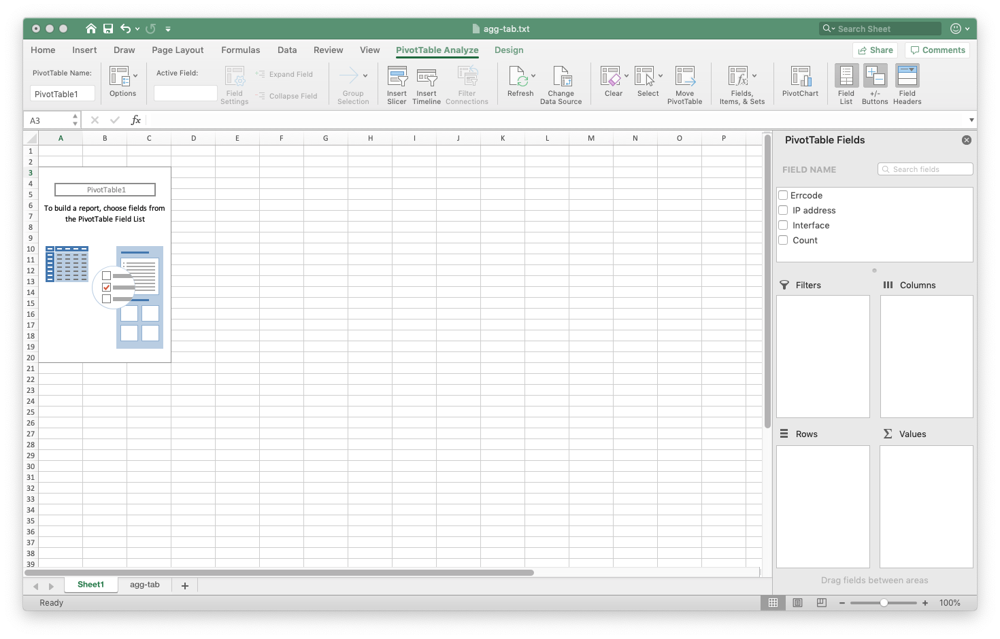 agg-tab.txt
Search Sheet
Home Insert Draw Page Layout Formulas Data Review View PivotTable Analyze Design Share Comments
PivotTable Name:
PivotTable1
Options
Active Field:
Field
Settings
Expand Field
Collapse Field
Group
Selection
Insert
Slicer
Insert
Timeline
Filter
Connections
Refresh
Change
Data Source
Clear
Select
Move
PivotTable
Fields,
Items, & Sets
PivotChart
Field
List
+/-
Buttons
Field
Headers
A3
fx
A B C D E F G H I J K L M N O P
1
2
3
4
5
6
7
8
9
10
11
12
13
14
15
16
17
18
19
20
21
22
23
24
25
26
27
28
29
30
31
32
33
34
35
36
37
38
39
PivotTable1
To build a report, choose fields from
the PivotTable Field List
PivotTable Fields
FIELD NAME
Search fields
Errcode
IP address
Interface
Count
Filters
Columns
Rows
Σ Values
Drag fields between areas
Sheet1 agg-tab +
Ready
− + 100%